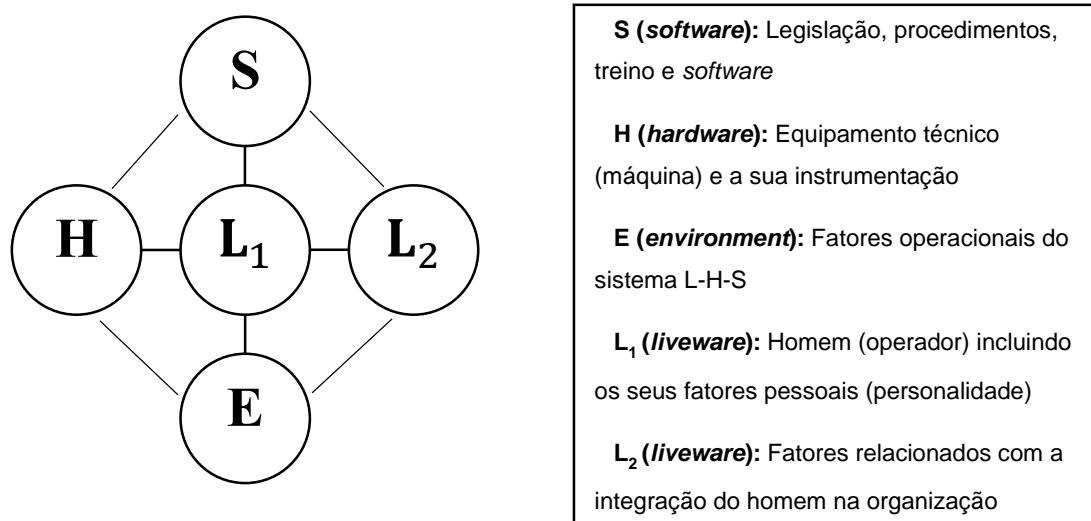 S
H
L₁
L₂
E
S (software): Legislação, procedimentos,
treino e software
H (hardware): Equipamento técnico
(máquina) e a sua instrumentação
E (environment): Fatores operacionais do
sistema L-H-S
L₁ (liveware): Homem (operador) incluindo
os seus fatores pessoais (personalidade)
L₂ (liveware): Fatores relacionados com a
integração do homem na organização